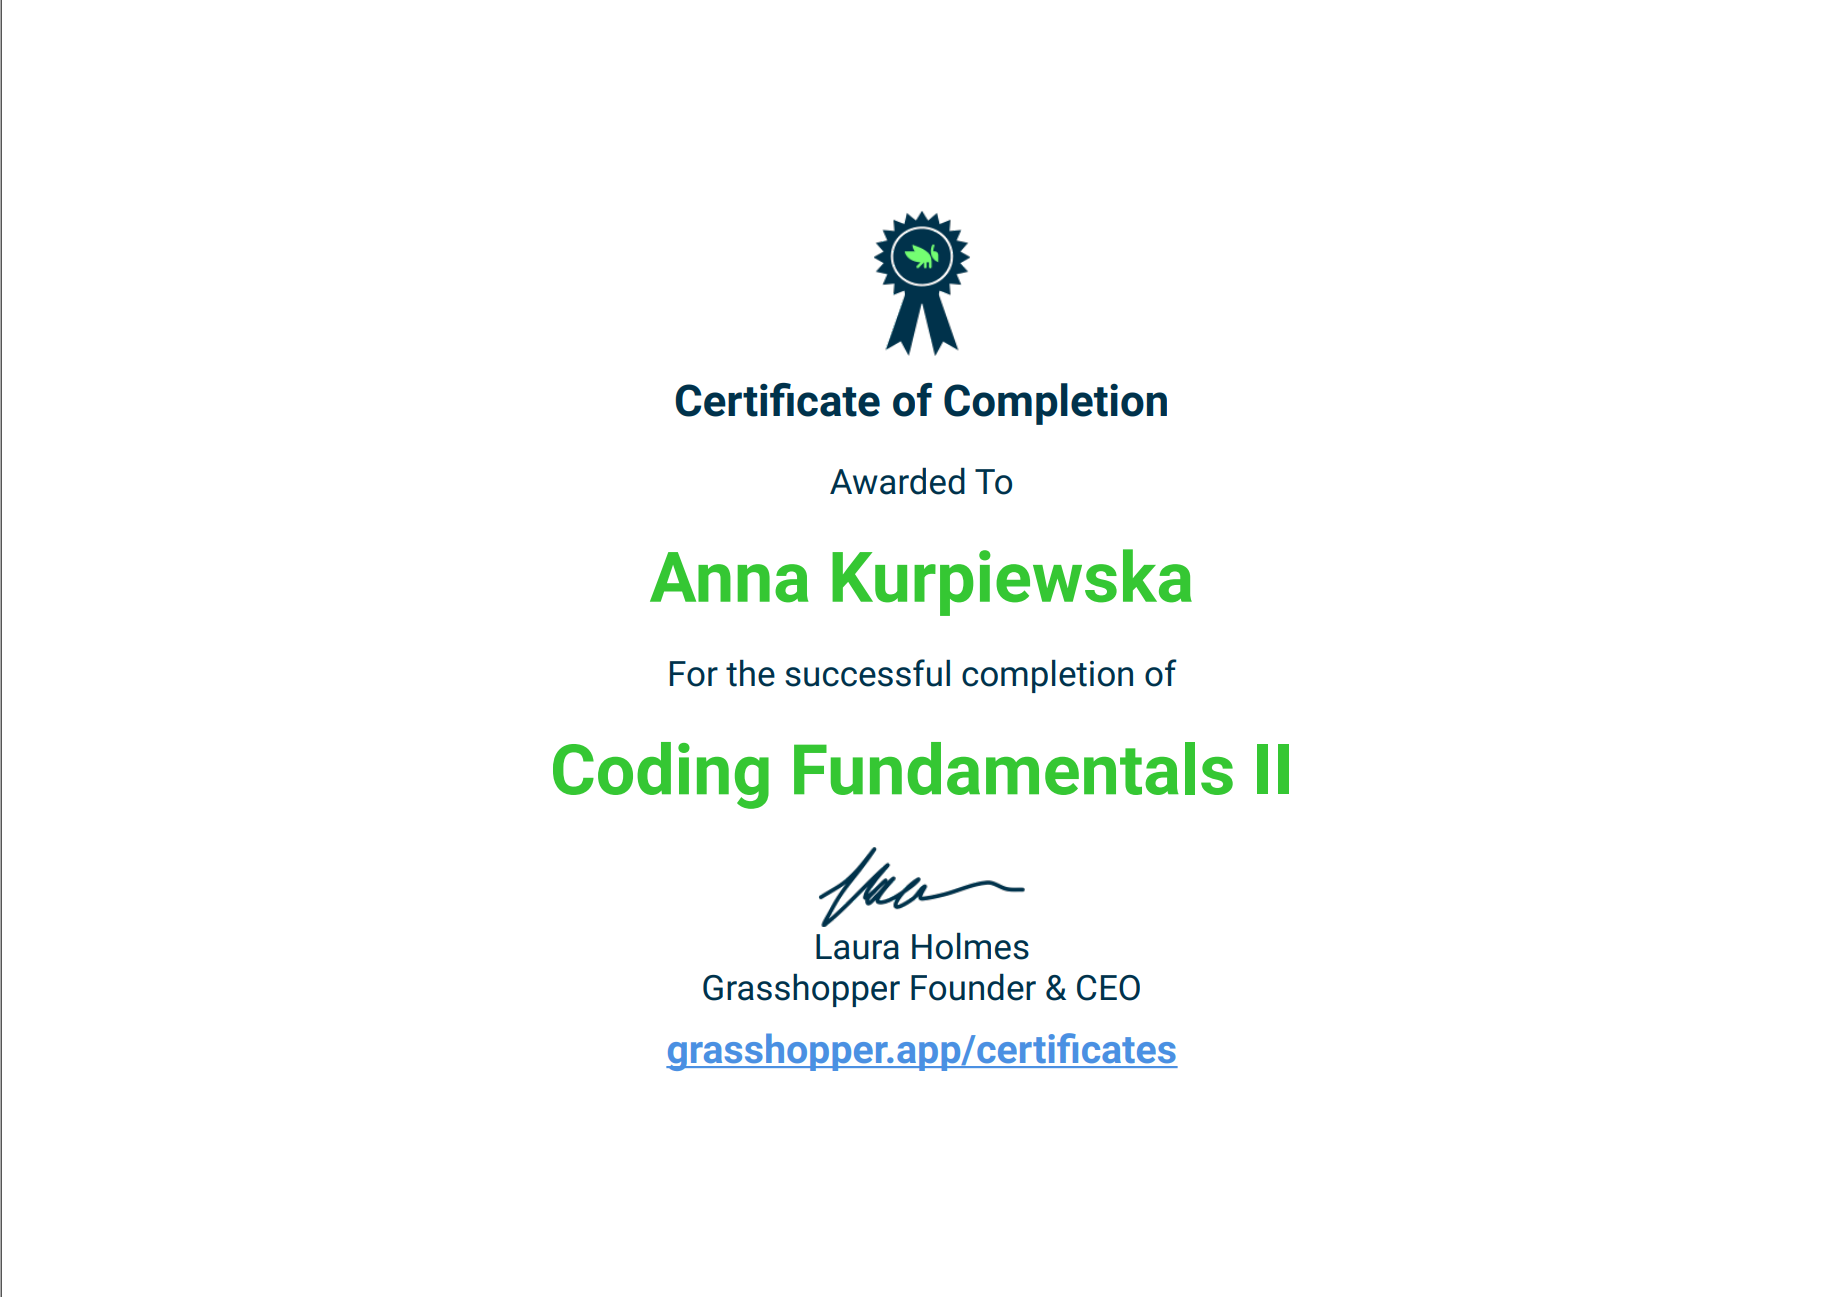 Certificate of Completion
Awarded To
Anna Kurpiewska
For the successful completion of
Coding Fundamentals II
Laura Holmes
Grasshopper Founder & CEO
grasshopper.app/certificates